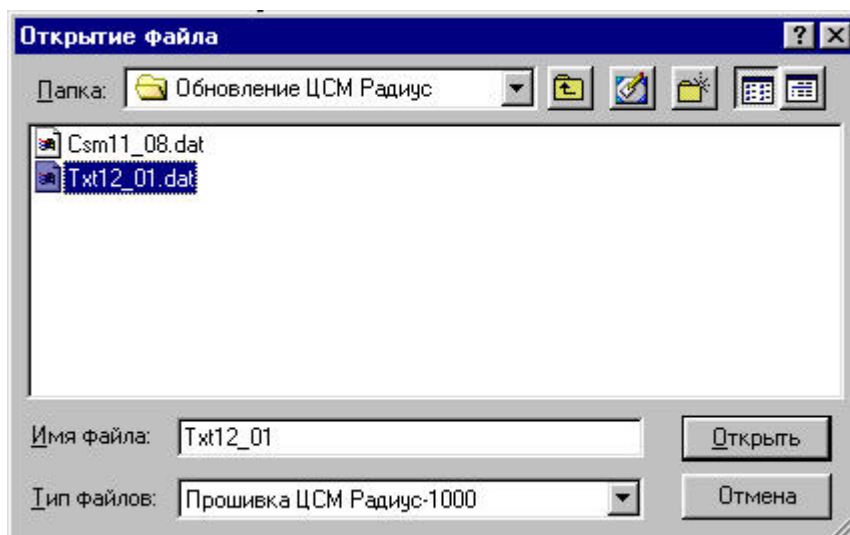 Открытие файла
Папка: Обновление ЦСМ Радиус
Csm11_08.dat
Txt12_01.dat
Имя файла: Txt12_01 Открыть
Тип файлов: Прошивка ЦСМ Радиус-1000 Отмена